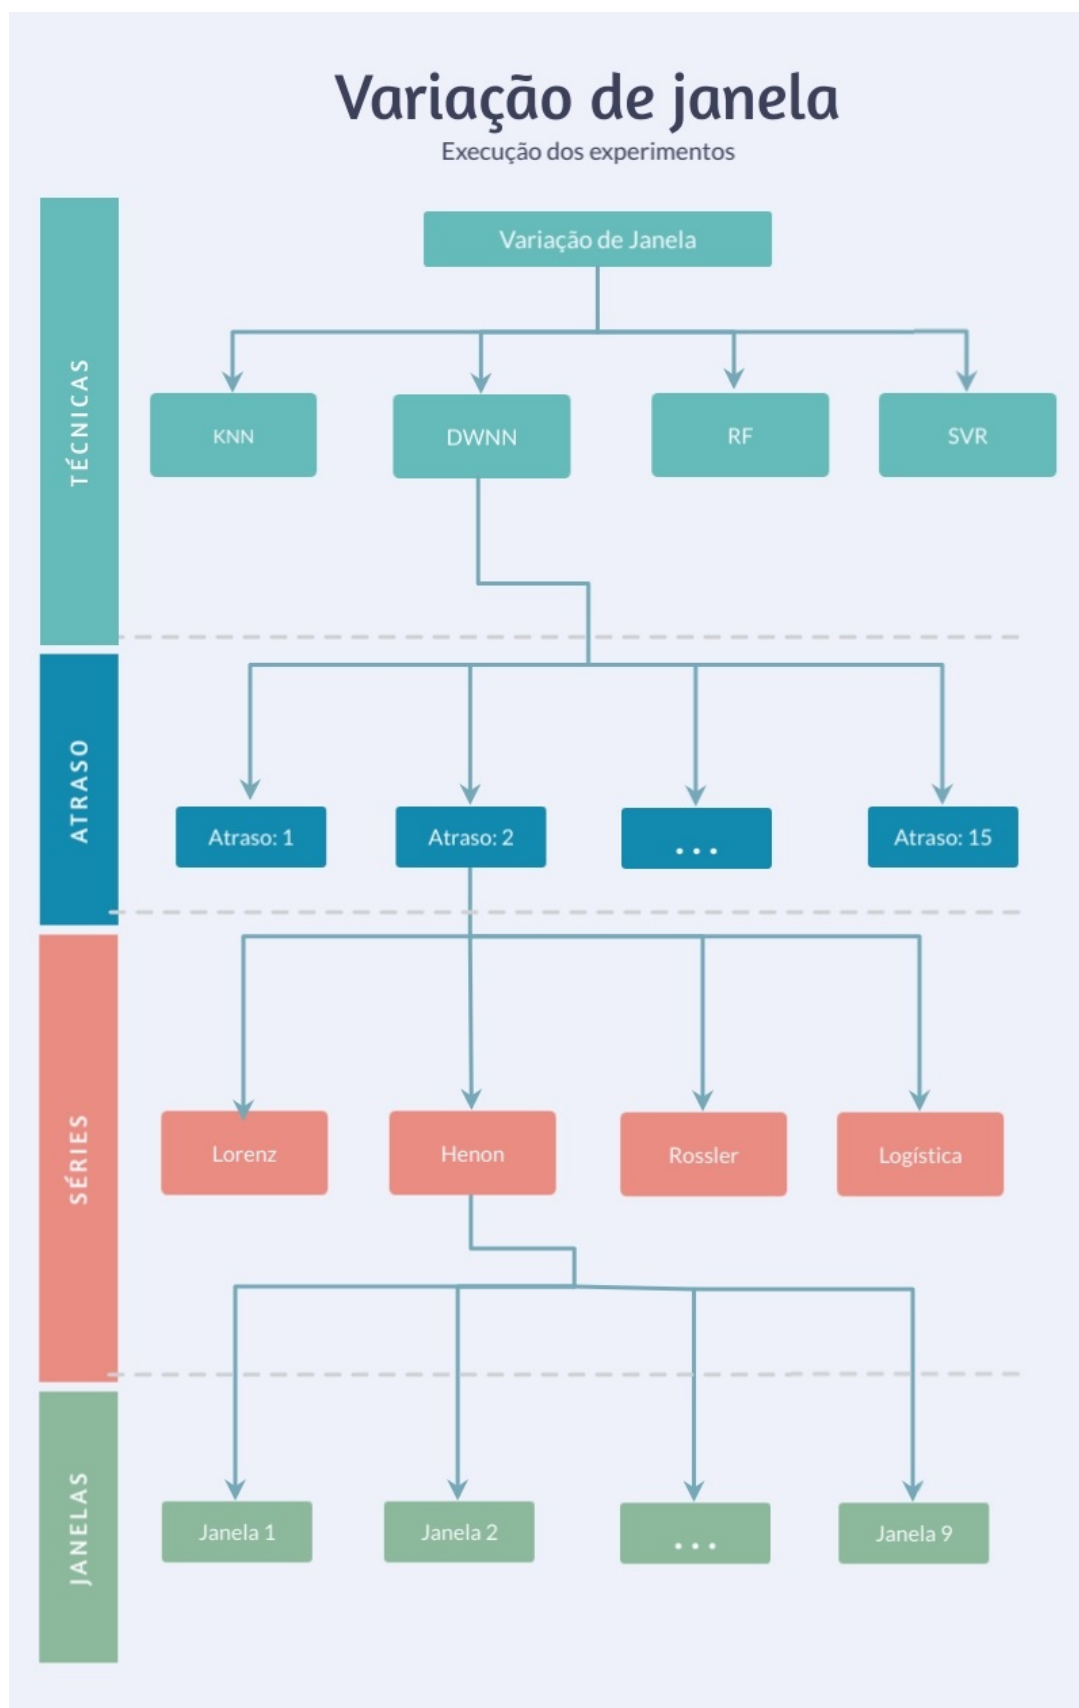 Variação de janela
Execução dos experimentos
TÉCNICAS
Variação de Janela
KNN
DWNN
RF
SVR
ATRASO
Atraso: 1
Atraso: 2
...
Atraso: 15
SÉRIES
Lorenz
Henon
Rossler
Logística
JANELAS
Janela 1
Janela 2
...
Janela 9